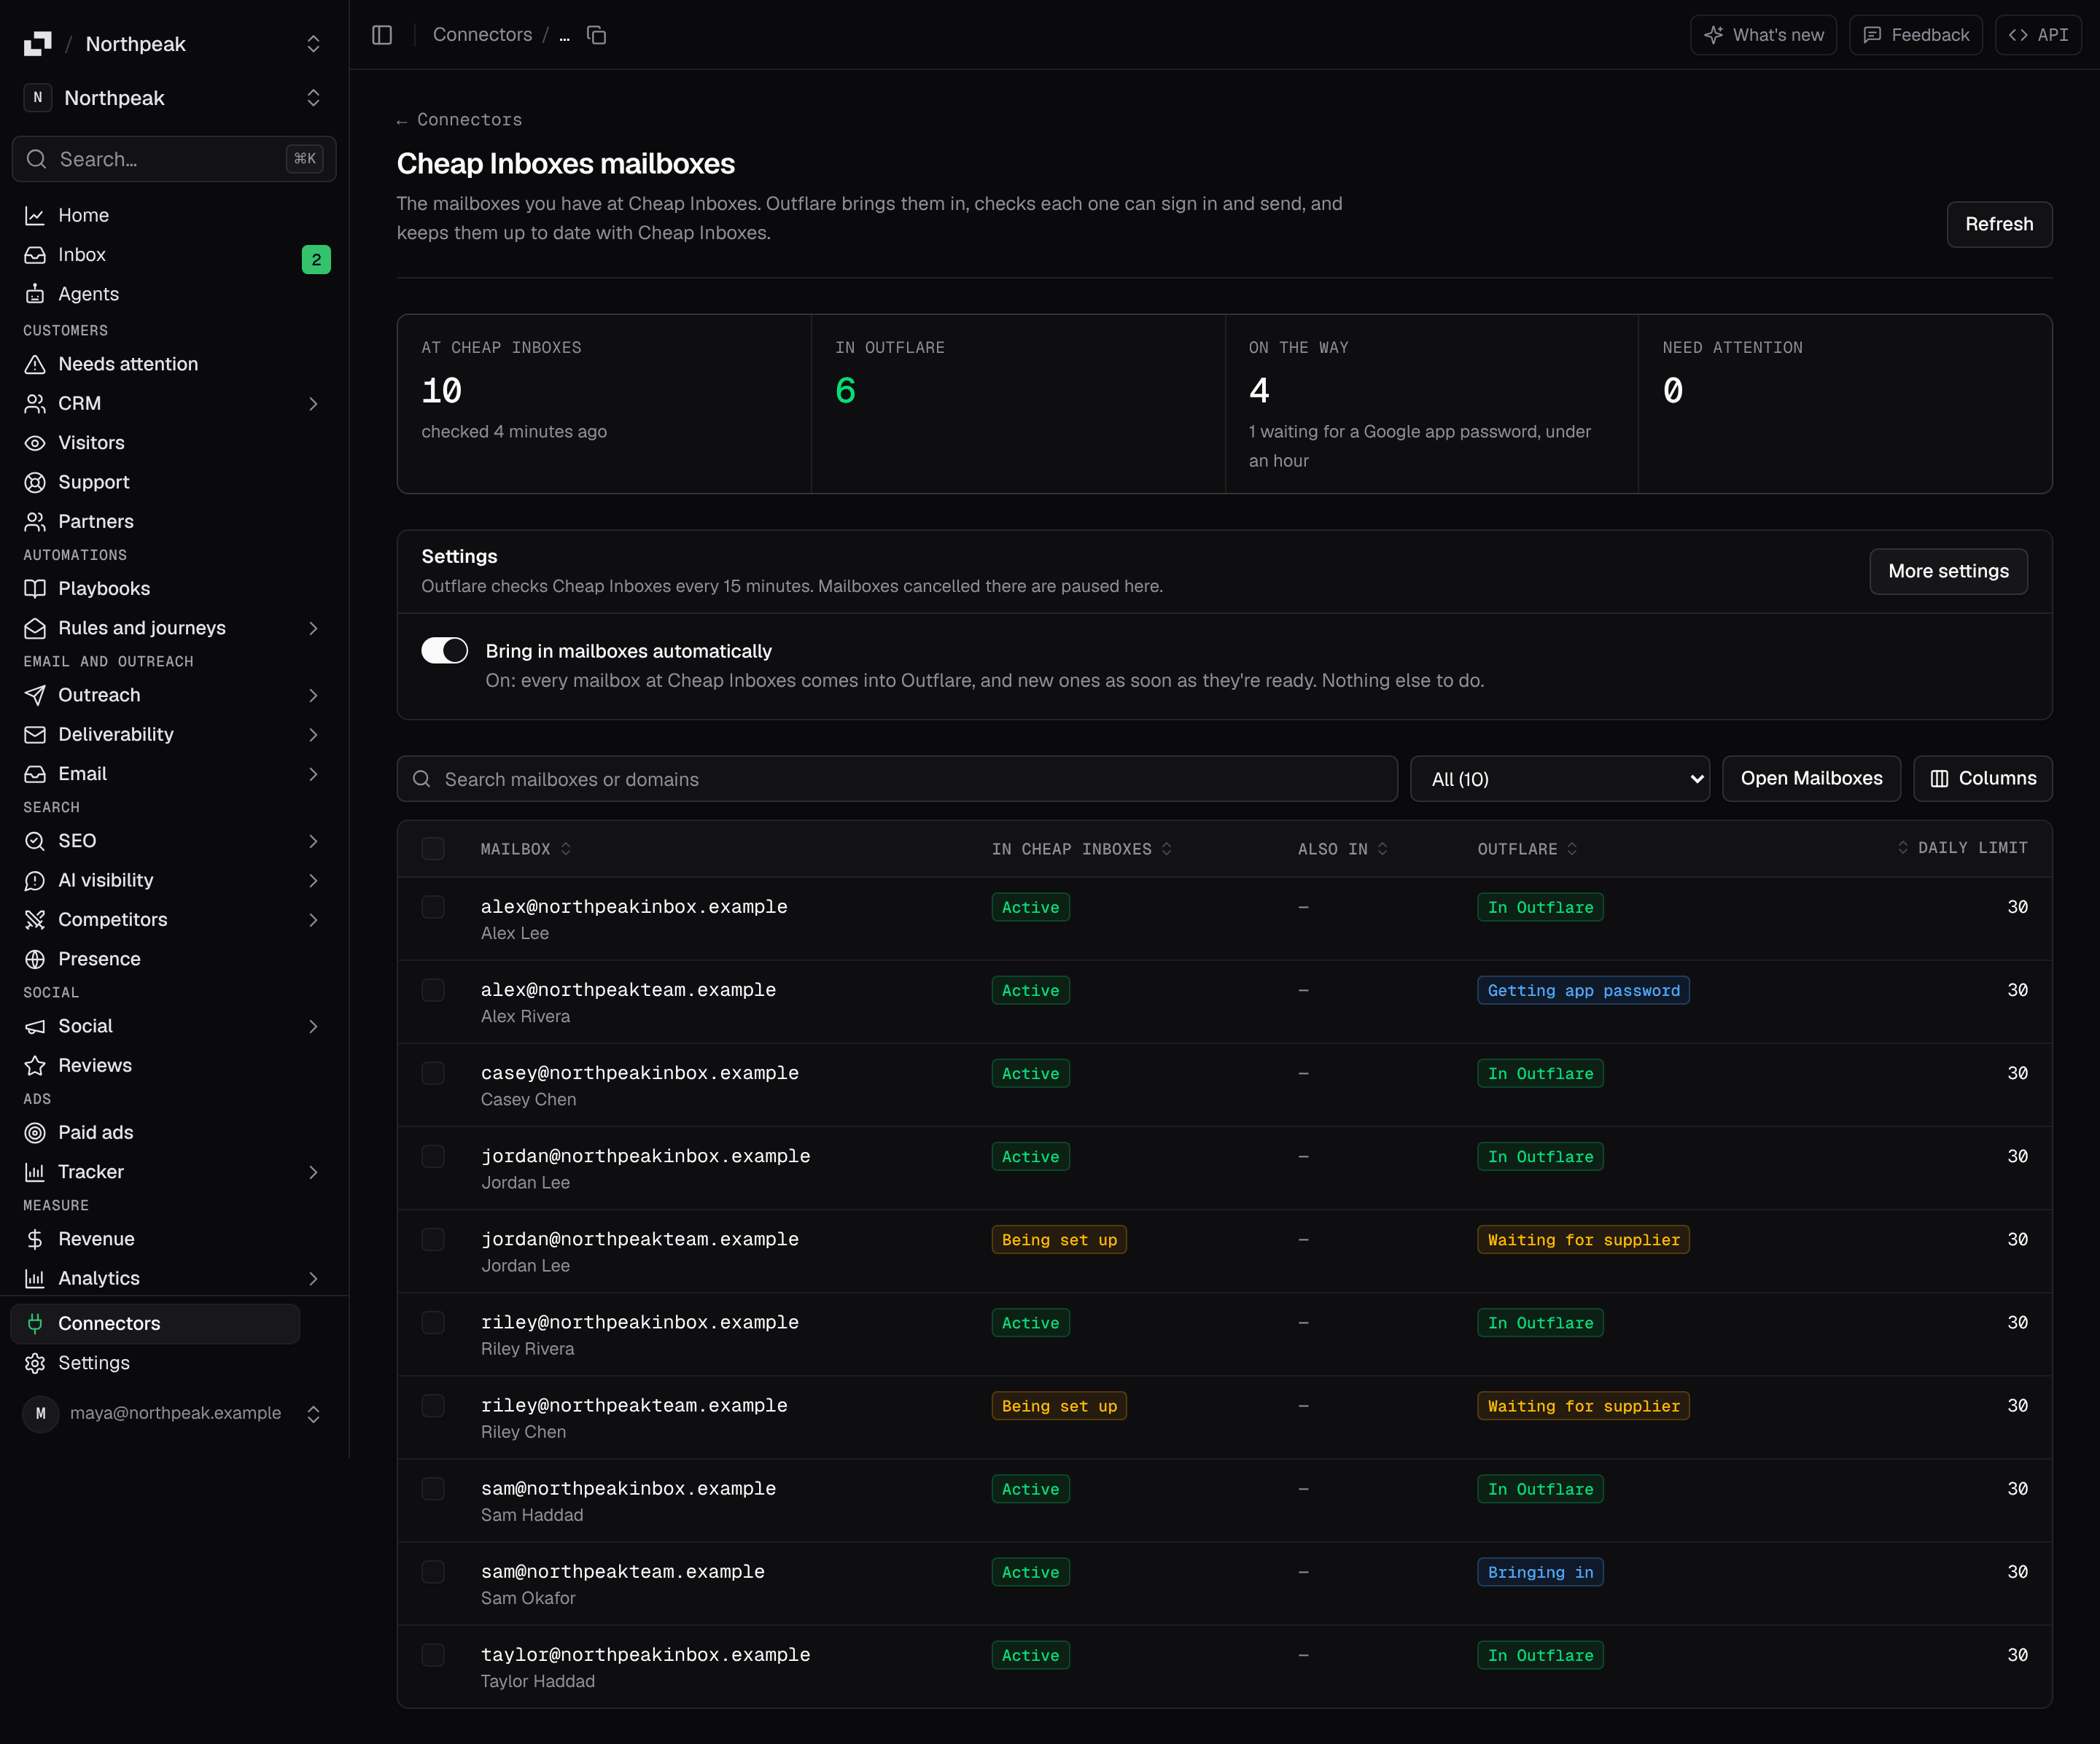 / Northpeak
N Northpeak
Search... ⌘K
Home
Inbox 2
Agents
CUSTOMERS
Needs attention
CRM
Visitors
Support
Partners
AUTOMATIONS
Playbooks
Rules and journeys
EMAIL AND OUTREACH
Outreach
Deliverability
Email
SEARCH
SEO
AI visibility
Competitors
Presence
SOCIAL
Social
Reviews
ADS
Paid ads
Tracker
MEASURE
Revenue
Analytics
Connectors
Settings
M maya@northpeak.example
Connectors / ...
What's new
Feedback
API
← Connectors
Cheap Inboxes mailboxes
The mailboxes you have at Cheap Inboxes. Outflare brings them in, checks each one can sign in and send, and
keeps them up to date with Cheap Inboxes.
Refresh
AT CHEAP INBOXES
10
checked 4 minutes ago
IN OUTFLARE
6
ON THE WAY
4
1 waiting for a Google app password, under
an hour
NEED ATTENTION
0
Settings
Outflare checks Cheap Inboxes every 15 minutes. Mailboxes cancelled there are paused here.
More settings
Bring in mailboxes automatically
On: every mailbox at Cheap Inboxes comes into Outflare, and new ones as soon as they're ready. Nothing else to do.
Search mailboxes or domains
All (10)
Open Mailboxes
Columns
MAILBOX IN CHEAP INBOXES ALSO IN OUTFLARE DAILY LIMIT
alex@northpeakinbox.example Active – In Outflare 30
Alex Lee
alex@northpeakteam.example Active – Getting app password 30
Alex Rivera
casey@northpeakinbox.example Active – In Outflare 30
Casey Chen
jordan@northpeakinbox.example Active – In Outflare 30
Jordan Lee
jordan@northpeakteam.example Being set up – Waiting for supplier 30
Jordan Lee
riley@northpeakinbox.example Active – In Outflare 30
Riley Rivera
riley@northpeakteam.example Being set up – Waiting for supplier 30
Riley Chen
sam@northpeakinbox.example Active – In Outflare 30
Sam Haddad
sam@northpeakteam.example Active – Bringing in 30
Sam Okafor
taylor@northpeakinbox.example Active – In Outflare 30
Taylor Haddad